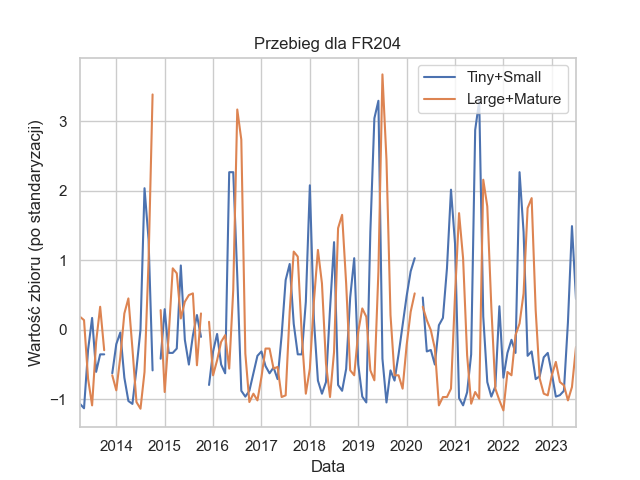 Przebieg dla FR204
Tiny+Small
Large+Mature
Wartość zbioru (po standaryzacji)
3
2
1
0
−1
2014 2015 2016 2017 2018 2019 2020 2021 2022 2023
Data